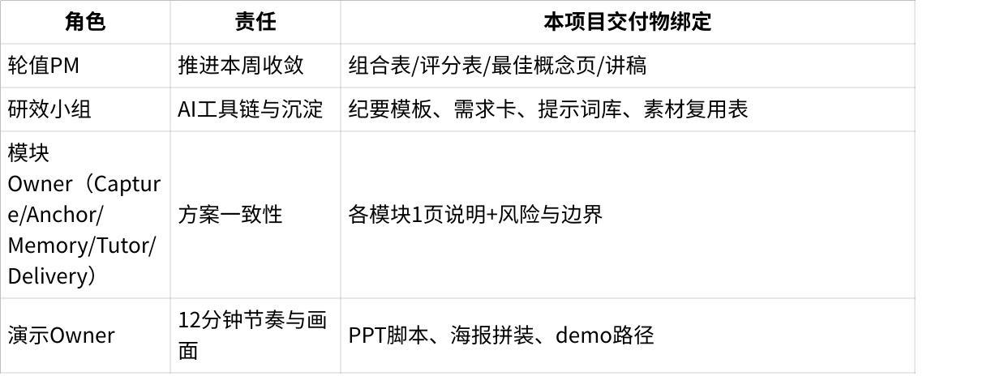 角色 责任 本项目交付物绑定
轮值PM 推进本周收敛 组合表/评分表/最佳概念页/讲稿
研效小组 AI工具链与沉淀 纪要模板、需求卡、提示词库、素材复用表
模块
Owner（Captur
e/Anchor/
Memory/Tutor/
Delivery）
方案一致性 各模块1页说明+风险与边界
演示Owner
12分钟节奏与画
面
PPT脚本、海报拼装、demo路径